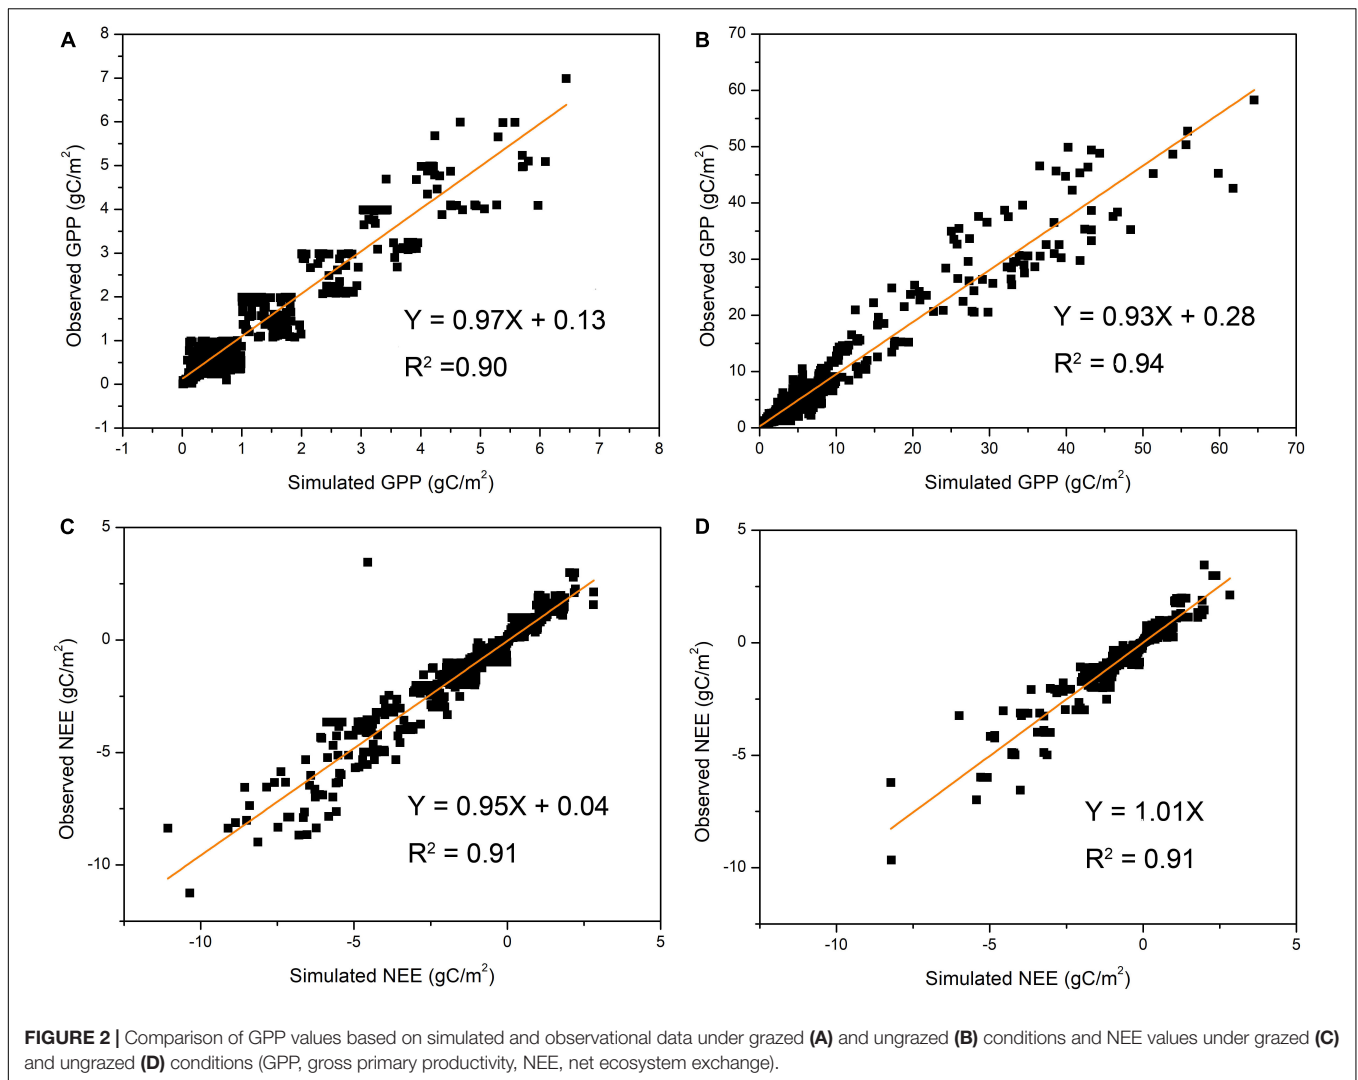 A
8
7
6
5
4
3
2
1
0
-1
Observed GPP (gC/m²)
Y = 0.97X + 0.13
R² =0.90
-1 0 1 2 3 4 5 6 7 8
Simulated GPP (gC/m²)
B
70
60
50
40
30
20
10
0
Observed GPP (gC/m²)
Y = 0.93X + 0.28
R² = 0.94
0 10 20 30 40 50 60 70
Simulated GPP (gC/m²)
C
5
0
-5
-10
Observed NEE (gC/m²)
Y = 0.95X + 0.04
R² = 0.91
-10 -5 0 5
Simulated NEE (gC/m²)
D
5
0
-5
-10
Observed NEE (gC/m²)
Y = 1.01X
R² = 0.91
-10 -5 0 5
Simulated NEE (gC/m²)
FIGURE 2 | Comparison of GPP values based on simulated and observational data under grazed (A) and ungrazed (B) conditions and NEE values under grazed (C)
and ungrazed (D) conditions (GPP, gross primary productivity, NEE, net ecosystem exchange).